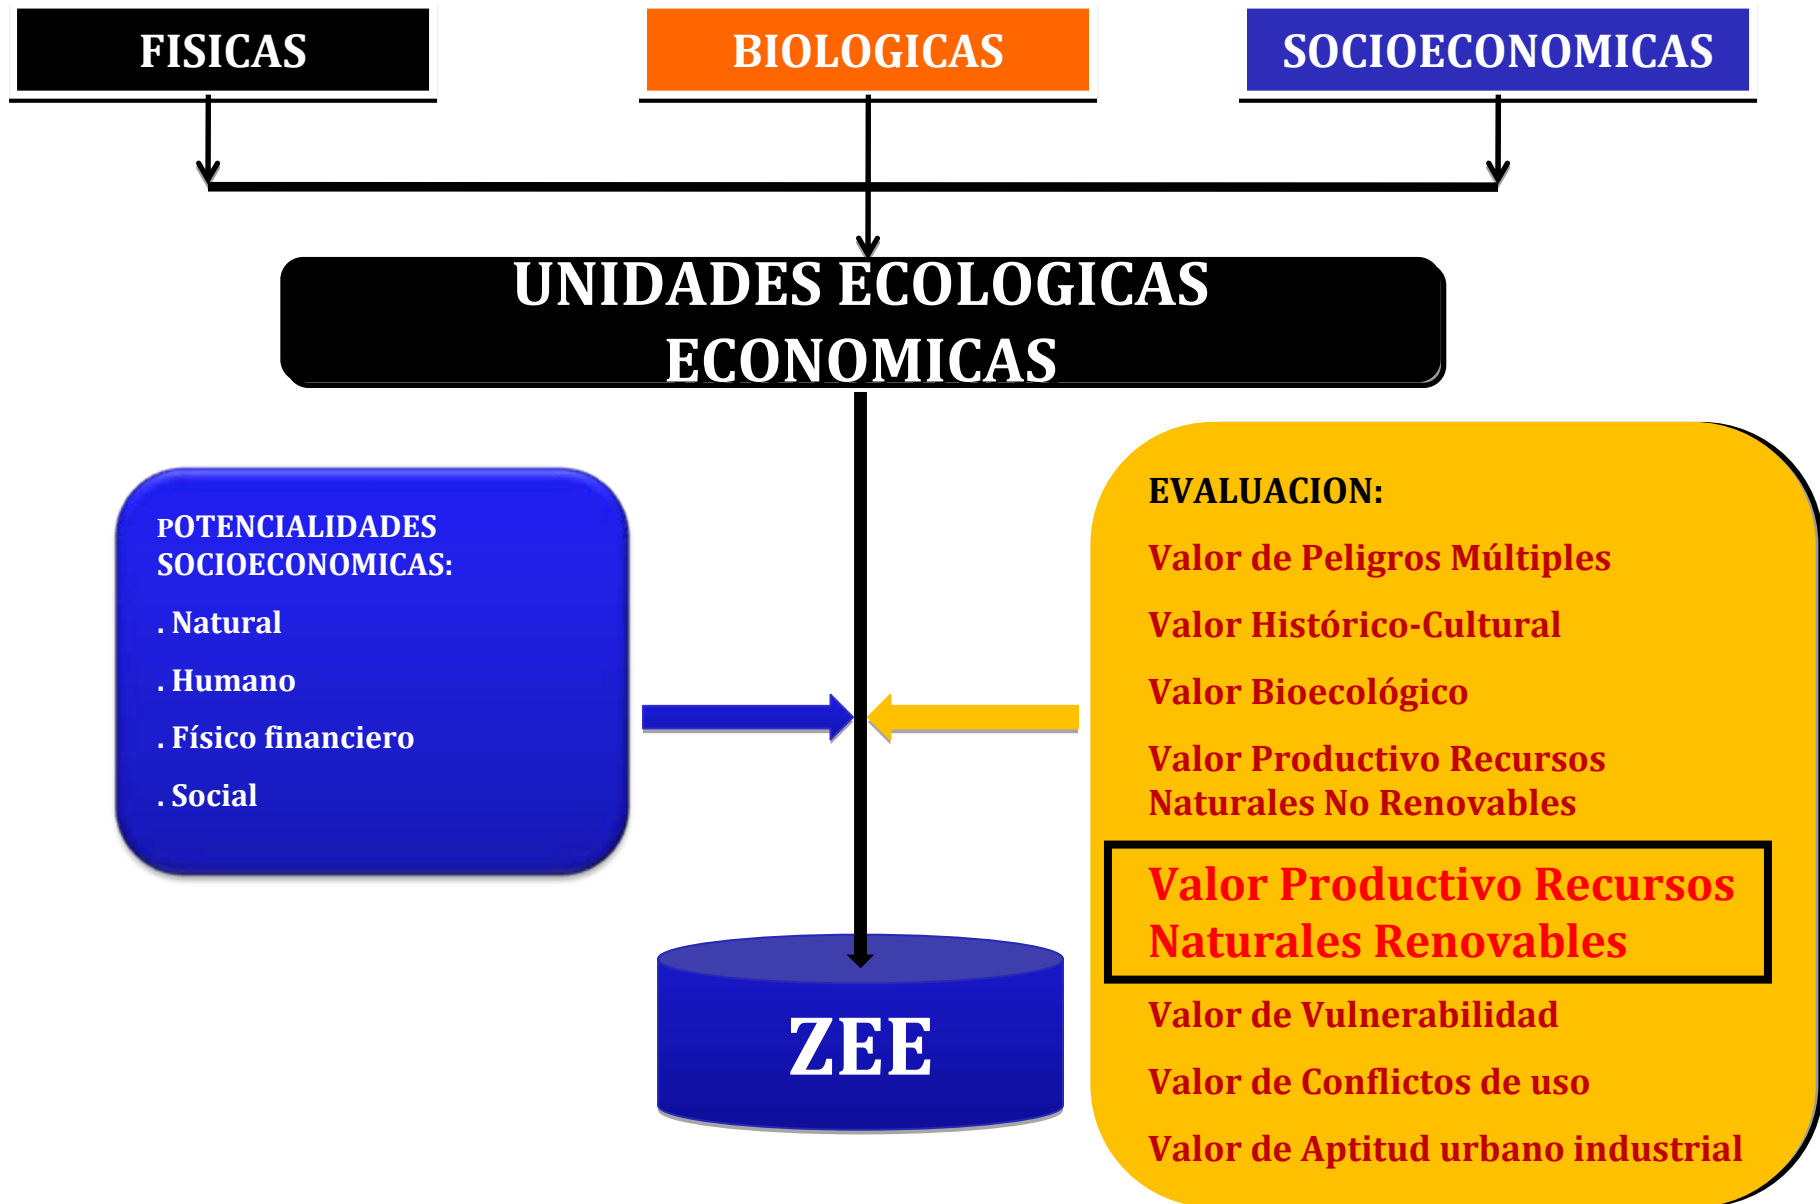 FISICAS
BIOLOGICAS
SOCIOECONOMICAS
UNIDADES ECOLOGICAS
ECONOMICAS
POTENCIALIDADES
SOCIOECONOMICAS:
. Natural
. Humano
. Físico financiero
. Social
EVALUACION:
Valor de Peligros Múltiples
Valor Histórico-Cultural
Valor Bioecológico
Valor Productivo Recursos
Naturales No Renovables
Valor Productivo Recursos
Naturales Renovables
Valor de Vulnerabilidad
Valor de Conflictos de uso
Valor de Aptitud urbano industrial
ZEE